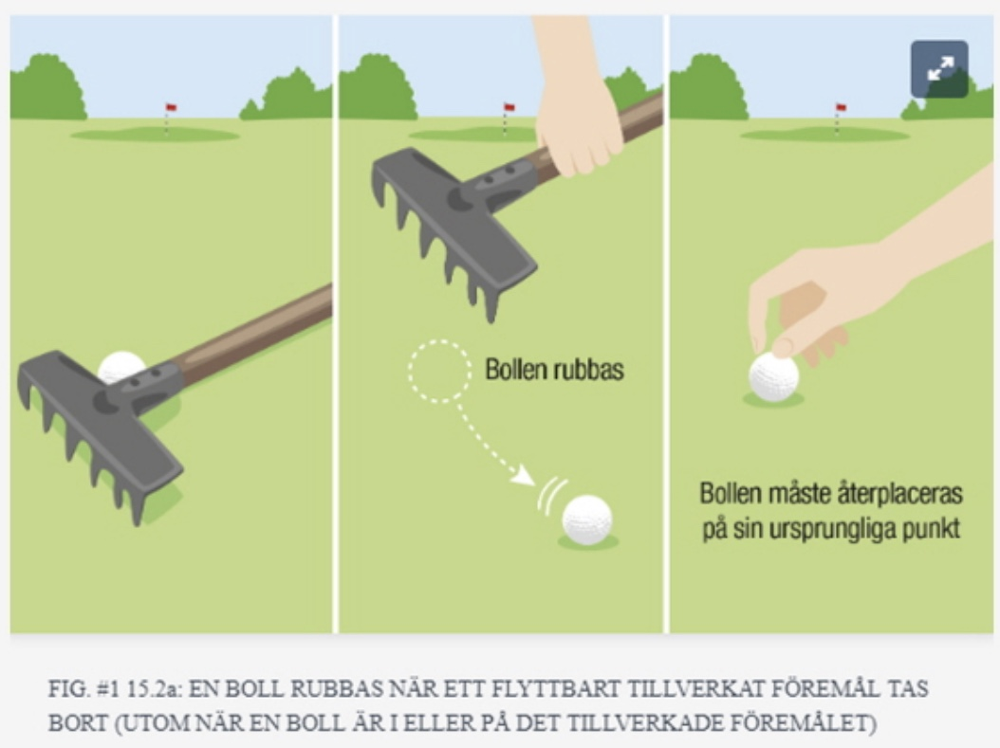 Bollen rubbas
Bollen måste återplaceras
på sin ursprungliga punkt
FIG. #1 15.2a: EN BOLL RUBBAS NÄR ETT FLYTTBART TILLVERKAT FÖREMÅL TAS
BORT (UTOM NÄR EN BOLL ÄR I ELLER PÅ DET TILLVERKADE FÖREMÅLET)